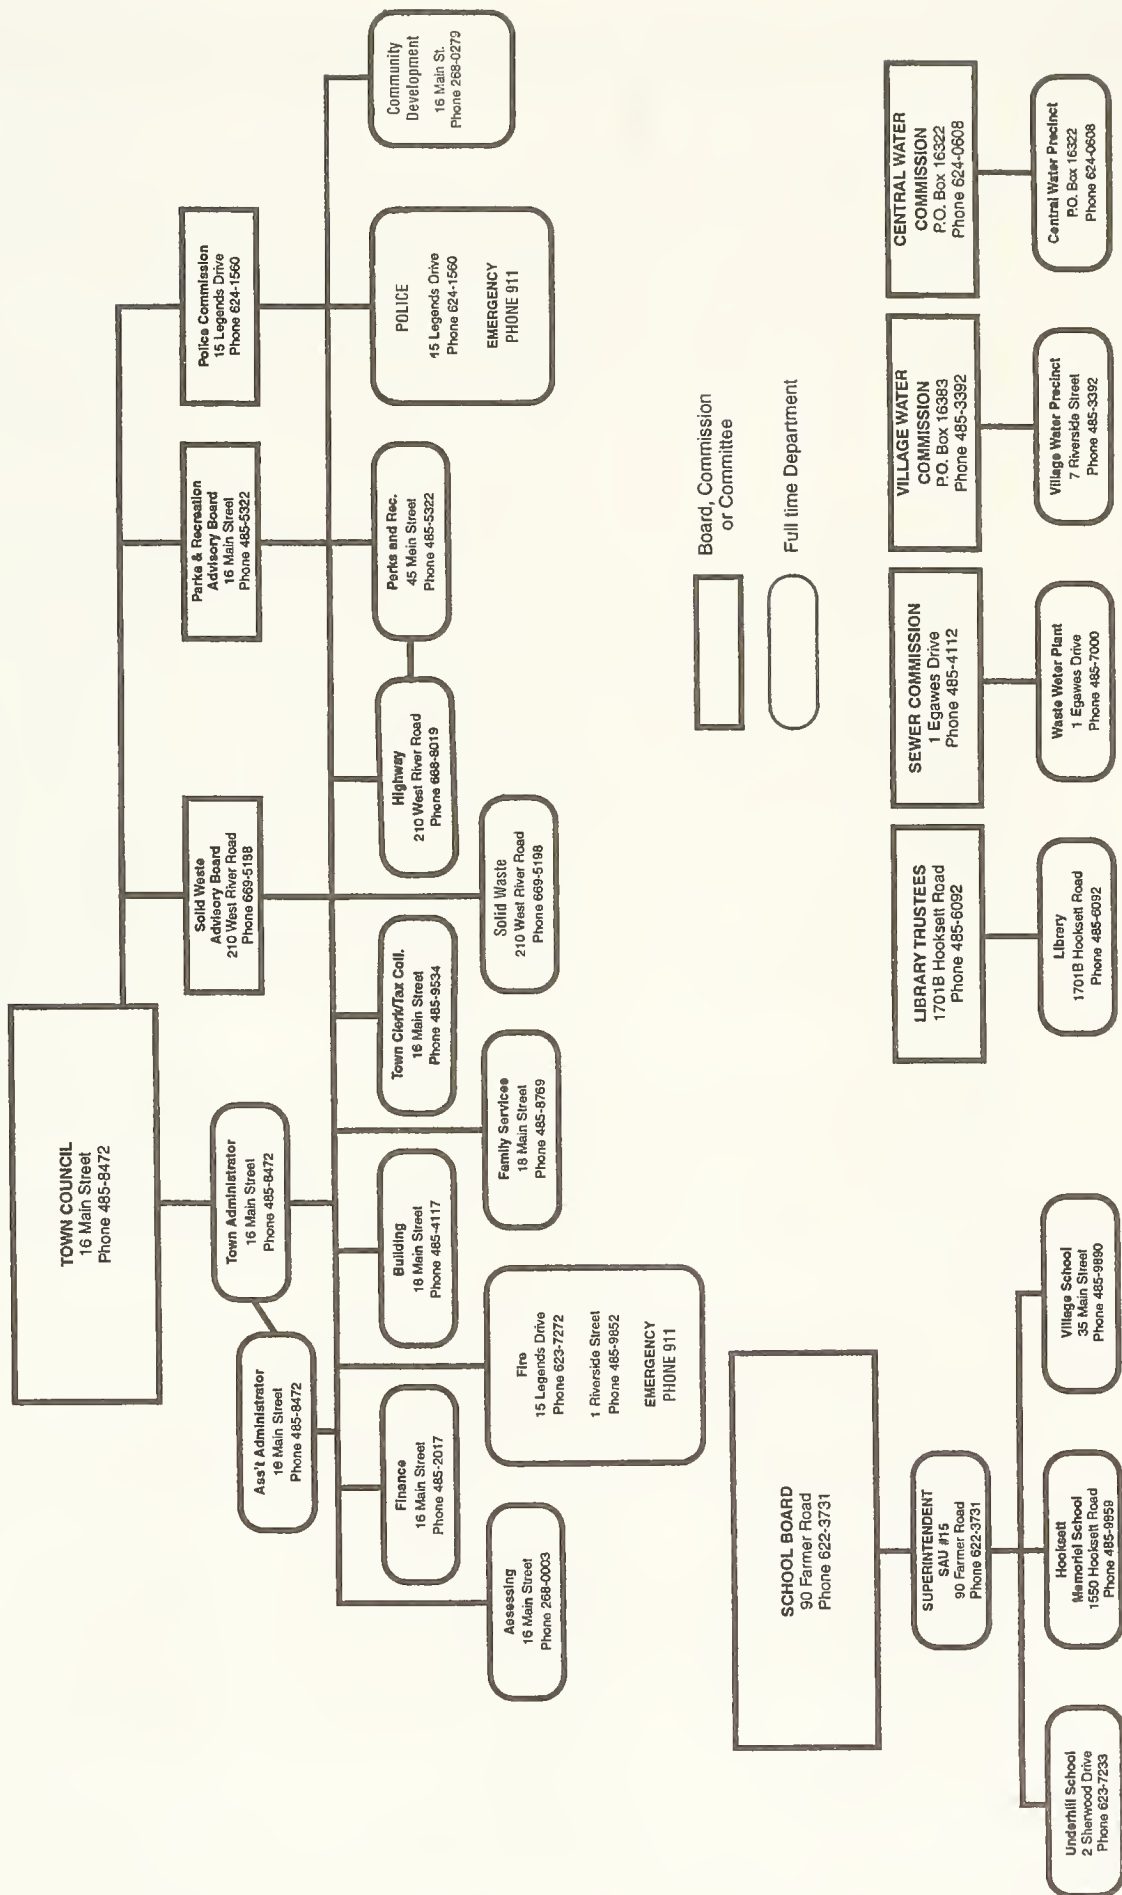 TOWN COUNCIL
16 Main Street
Phone 485-8472
Town Administrator
16 Main Street
Phone 485-8472
Ass't Administrator
16 Main Street
Phone 485-8472
Solid Waste
Advisory Board
210 West River Road
Phone 669-5198
Parks & Recreation
Advisory Board
16 Main Street
Phone 485-5322
Police Commission
15 Legends Drive
Phone 624-1560
Assessing
16 Main Street
Phone 268-0003
Finance
16 Main Street
Phone 485-2017
Fire
15 Legends Drive
Phone 623-7272
1 Riverside Street
Phone 485-9852
EMERGENCY
PHONE 911
Building
16 Main Street
Phone 485-4117
Family Services
16 Main Street
Phone 485-8769
Town Clerk/Tax Coll.
16 Main Street
Phone 485-9534
Solid Waste
210 West River Road
Phone 669-5198
Highway
210 West River Road
Phone 668-8019
Parks and Rec.
45 Main Street
Phone 485-5322
POLICE
15 Legends Drive
Phone 624-1560
EMERGENCY
PHONE 911
Community
Development
16 Main St.
Phone 268-0279
Board, Commission
or Committee
Full time Department
SCHOOL BOARD
90 Farmer Road
Phone 622-3731
SUPERINTENDENT
SAU #15
90 Farmer Road
Phone 622-3731
Underhill School
2 Sherwood Drive
Phone 623-7233
Hooksett
Memorial School
1550 Hooksett Road
Phone 485-9959
Village School
35 Main Street
Phone 485-9890
LIBRARY TRUSTEES
1701B Hooksett Road
Phone 485-6092
Library
1701B Hooksett Road
Phone 485-6092
SEWER COMMISSION
1 Egawes Drive
Phone 485-4112
Waste Water Plant
1 Egawes Drive
Phone 485-7000
VILLAGE WATER
COMMISSION
P.O. Box 16383
Phone 485-3392
Village Water Precinct
7 Riverside Street
Phone 485-3392
CENTRAL WATER
COMMISSION
P.O. Box 16322
Phone 624-0608
Central Water Precinct
P.O. Box 16322
Phone 624-0608